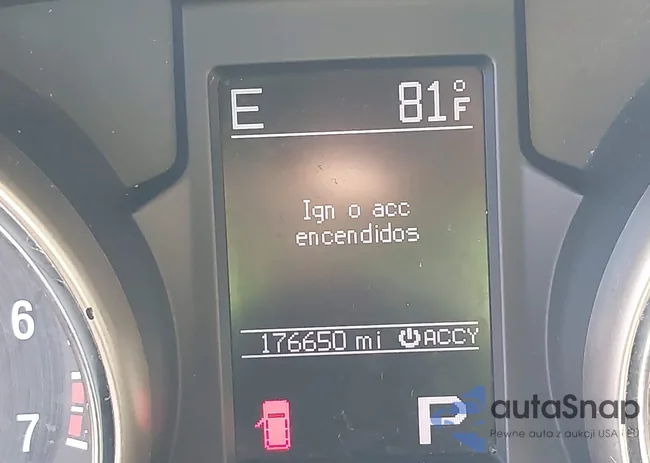 E 81°F
Ign o acc
encendidos
176650 mi ACCY
P
6
7
autaSnap
Pewne auta z aukcji USA i EU